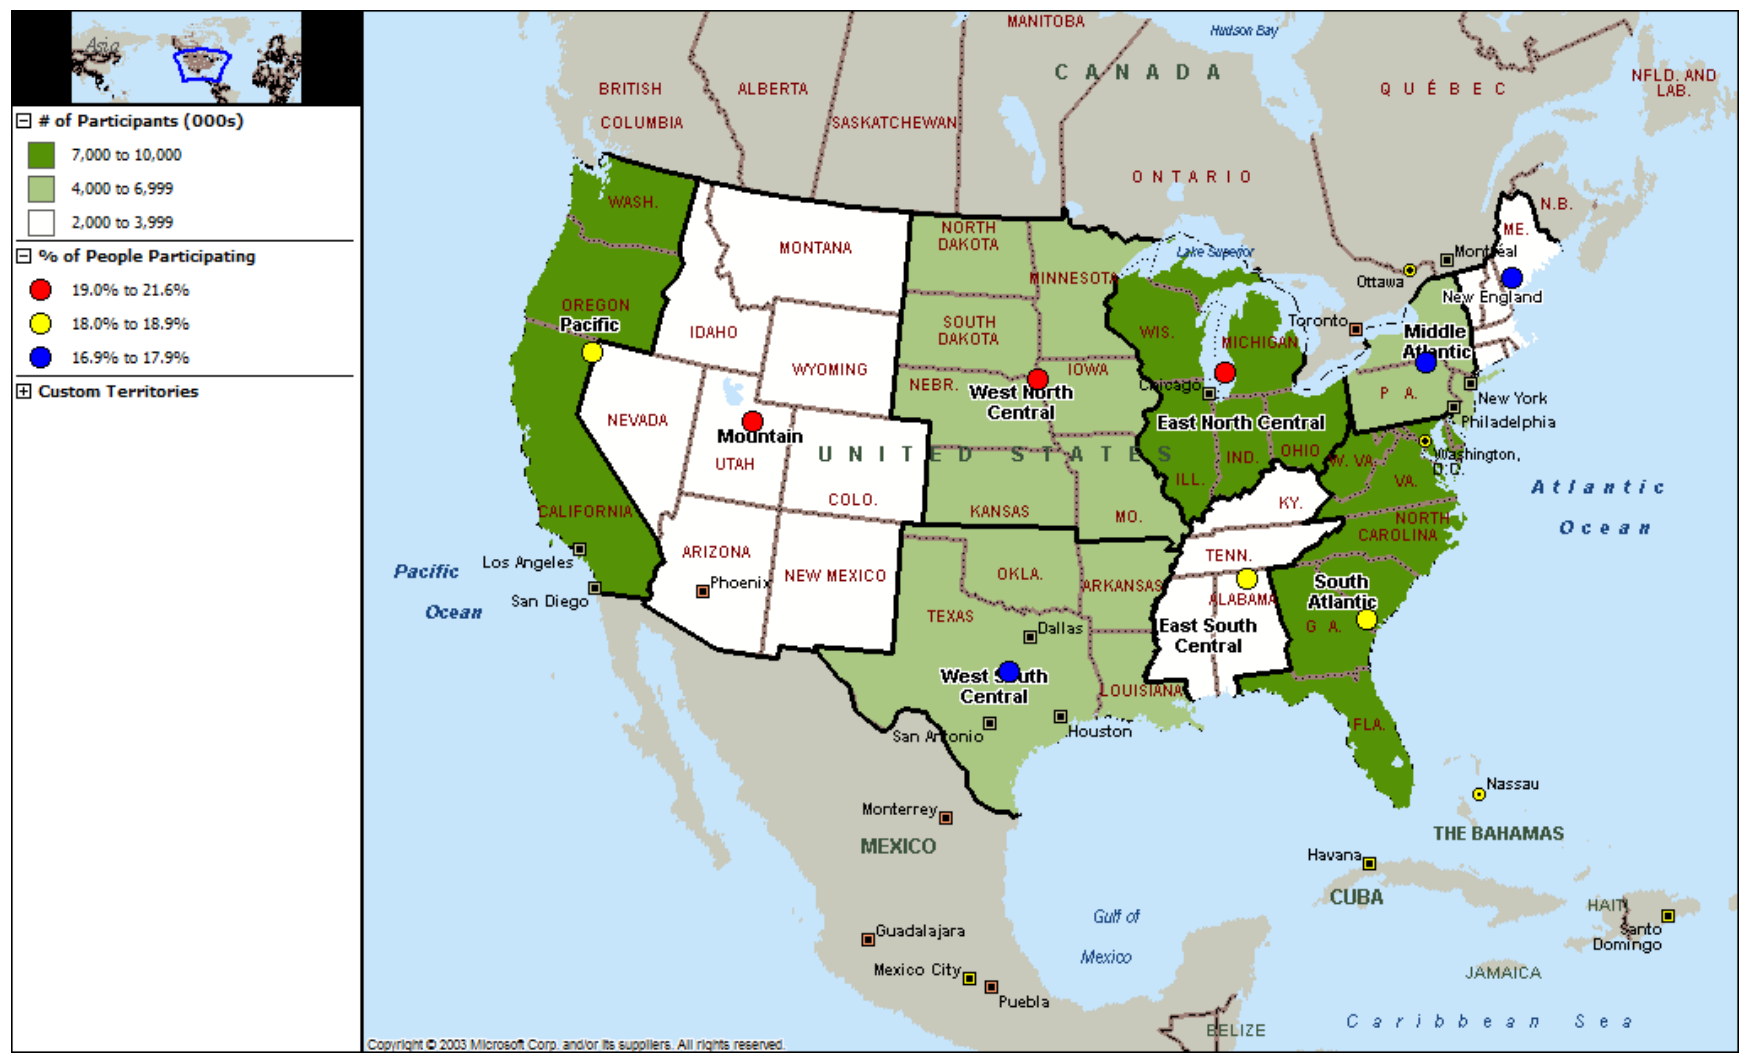 Asia
# of Participants (000s)
7,000 to 10,000
4,000 to 6,999
2,000 to 3,999
% of People Participating
19.0% to 21.6%
18.0% to 18.9%
16.9% to 17.9%
Custom Territories
MANITOBA
Hudson Bay
CANADA
BRITISH
COLUMBIA
ALBERTA
SASKATCHEWAN
ONTARIO
QUÉBEC
NFLD. AND
LAB.
N.B.
ME.
WASH.
MONTANA
NORTH
DAKOTA
MINNESOTA
Lake Superior
Ottawa
Montréal
New England
OREGON
Pacific
IDAHO
WYOMING
SOUTH
DAKOTA
WIS.
MICHIGAN
Toronto
Middle
Atlantic
NEBR.
IOWA
West North
Central
Chicago
East North Central
P A.
New York
Philadelphia
NEVADA
Mountain
UTAH
COLO.
UNITED STATES
KANSAS
MO.
ILL.
IND.
OHIO
W. VA.
Washington,
D.C.
VA.
KY.
NORTH
CAROLINA
Atlantic
Ocean
CALIFORNIA
Los Angeles
San Diego
Pacific
Ocean
ARIZONA
Phoenix
NEW MEXICO
OKLA.
ARKANSAS
TENN.
ALABAMA
South
Atlantic
G A.
TEXAS
Dallas
East South
Central
West South
Central
LOUISIANA
San Antonio
Houston
FLA.
Monterrey
MEXICO
Nassau
THE BAHAMAS
Havana
CUBA
HAITI
Santo
Domingo
Gulf of
Mexico
Guadalajara
Mexico City
Puebla
JAMAICA
BELIZE
Caribbean Sea
Copyright © 2003 Microsoft Corp. and/or its suppliers. All rights reserved.